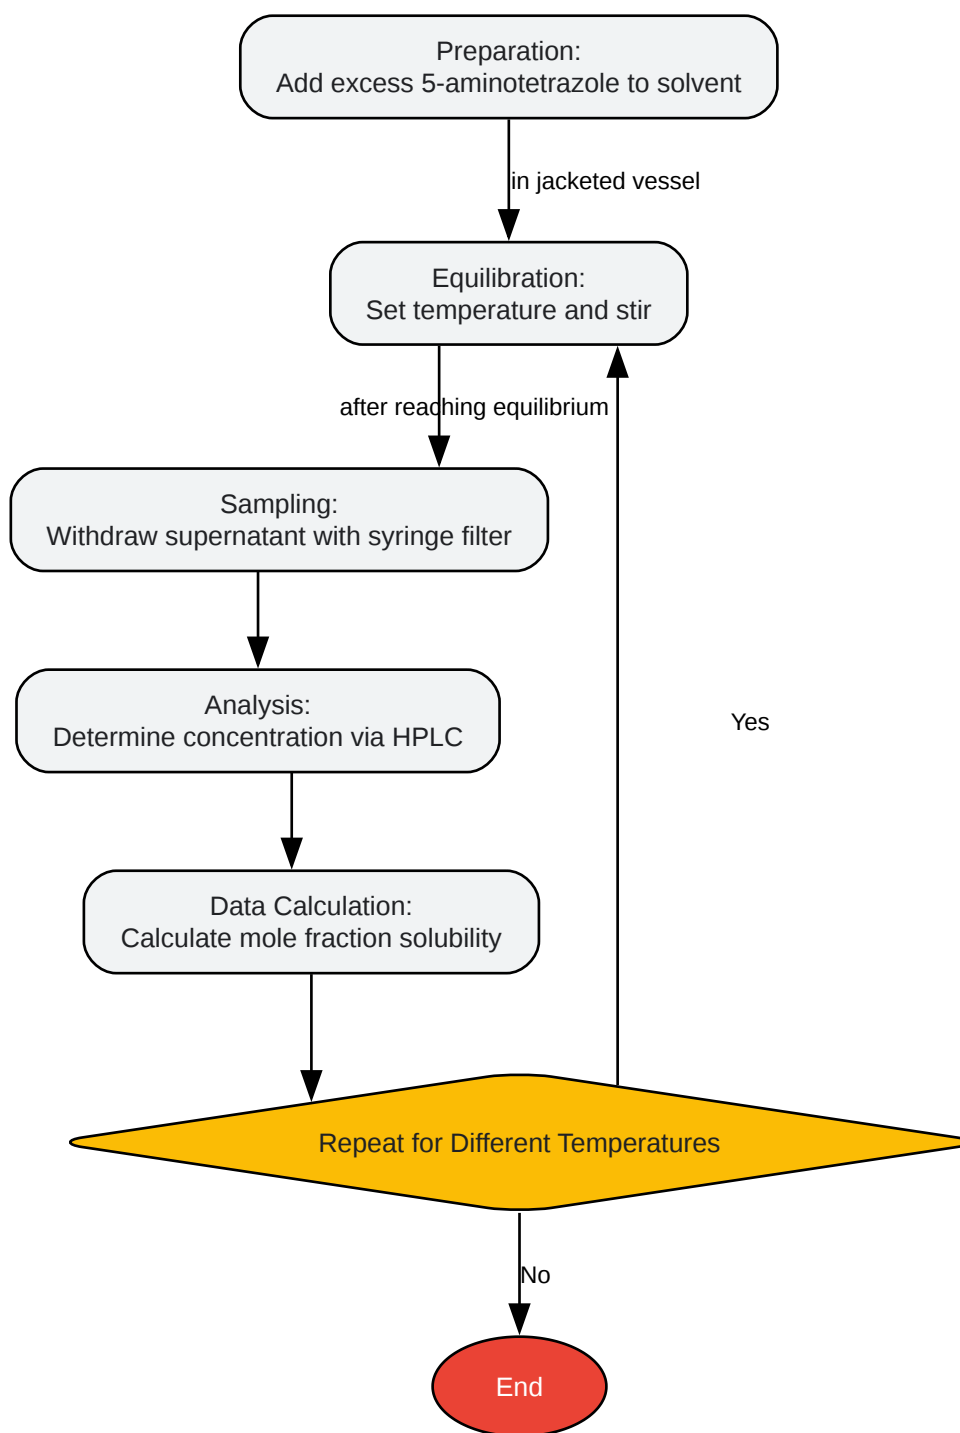 Preparation:
Add excess 5-aminotetrazole to solvent
in jacketed vessel
Equilibration:
Set temperature and stir
after reaching equilibrium
Sampling:
Withdraw supernatant with syringe filter
Analysis:
Determine concentration via HPLC
Yes
Data Calculation:
Calculate mole fraction solubility
Repeat for Different Temperatures
No
End